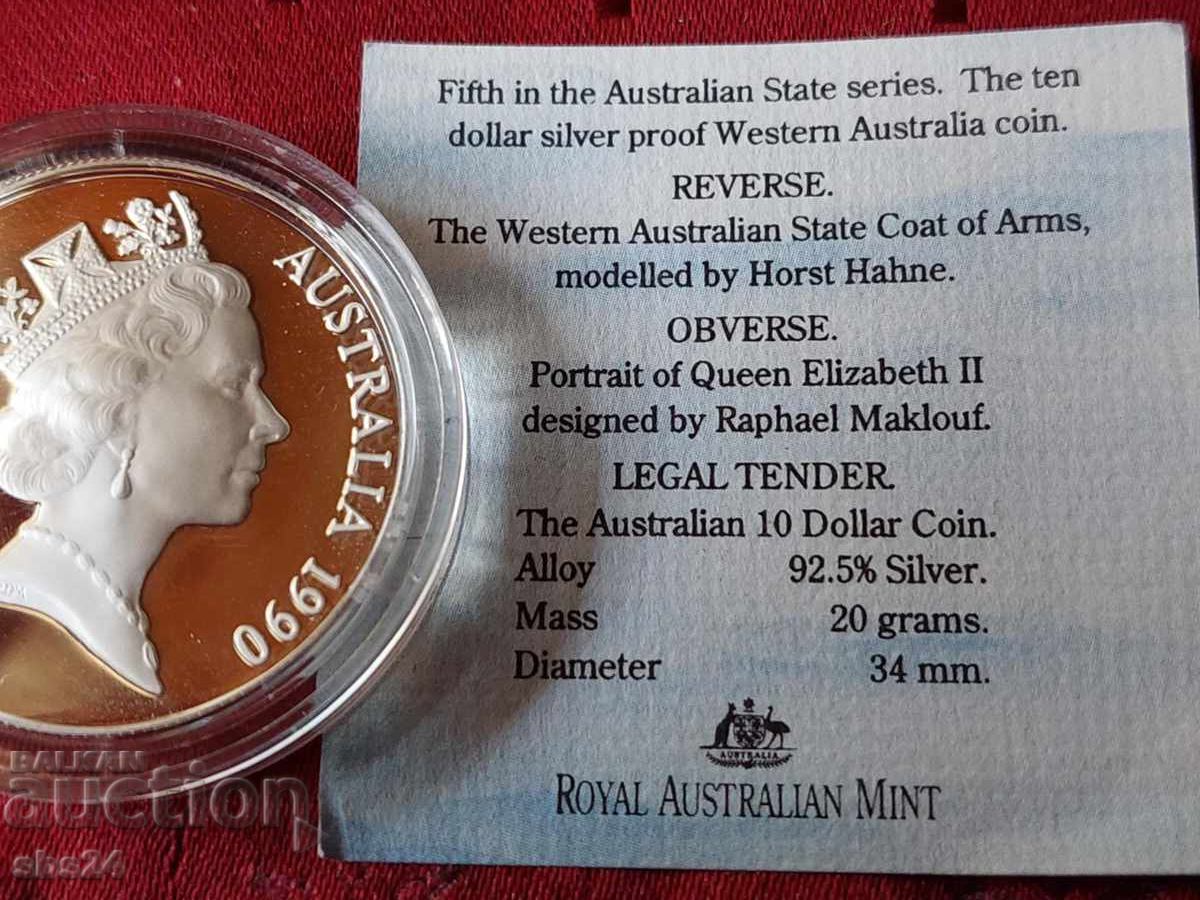 AUSTRALIA 1990
Fifth in the Australian State series. The ten
dollar silver proof Western Australia coin.
REVERSE.
The Western Australian State Coat of Arms,
modelled by Horst Hahne.
OBVERSE.
Portrait of Queen Elizabeth II
designed by Raphael Maklouf.
LEGAL TENDER.
The Australian 10 Dollar Coin.
Alloy 92.5% Silver.
Mass 20 grams.
Diameter 34 mm.
AUSTRALIA
ROYAL AUSTRALIAN MINT
BALKAN
auction
sbs24